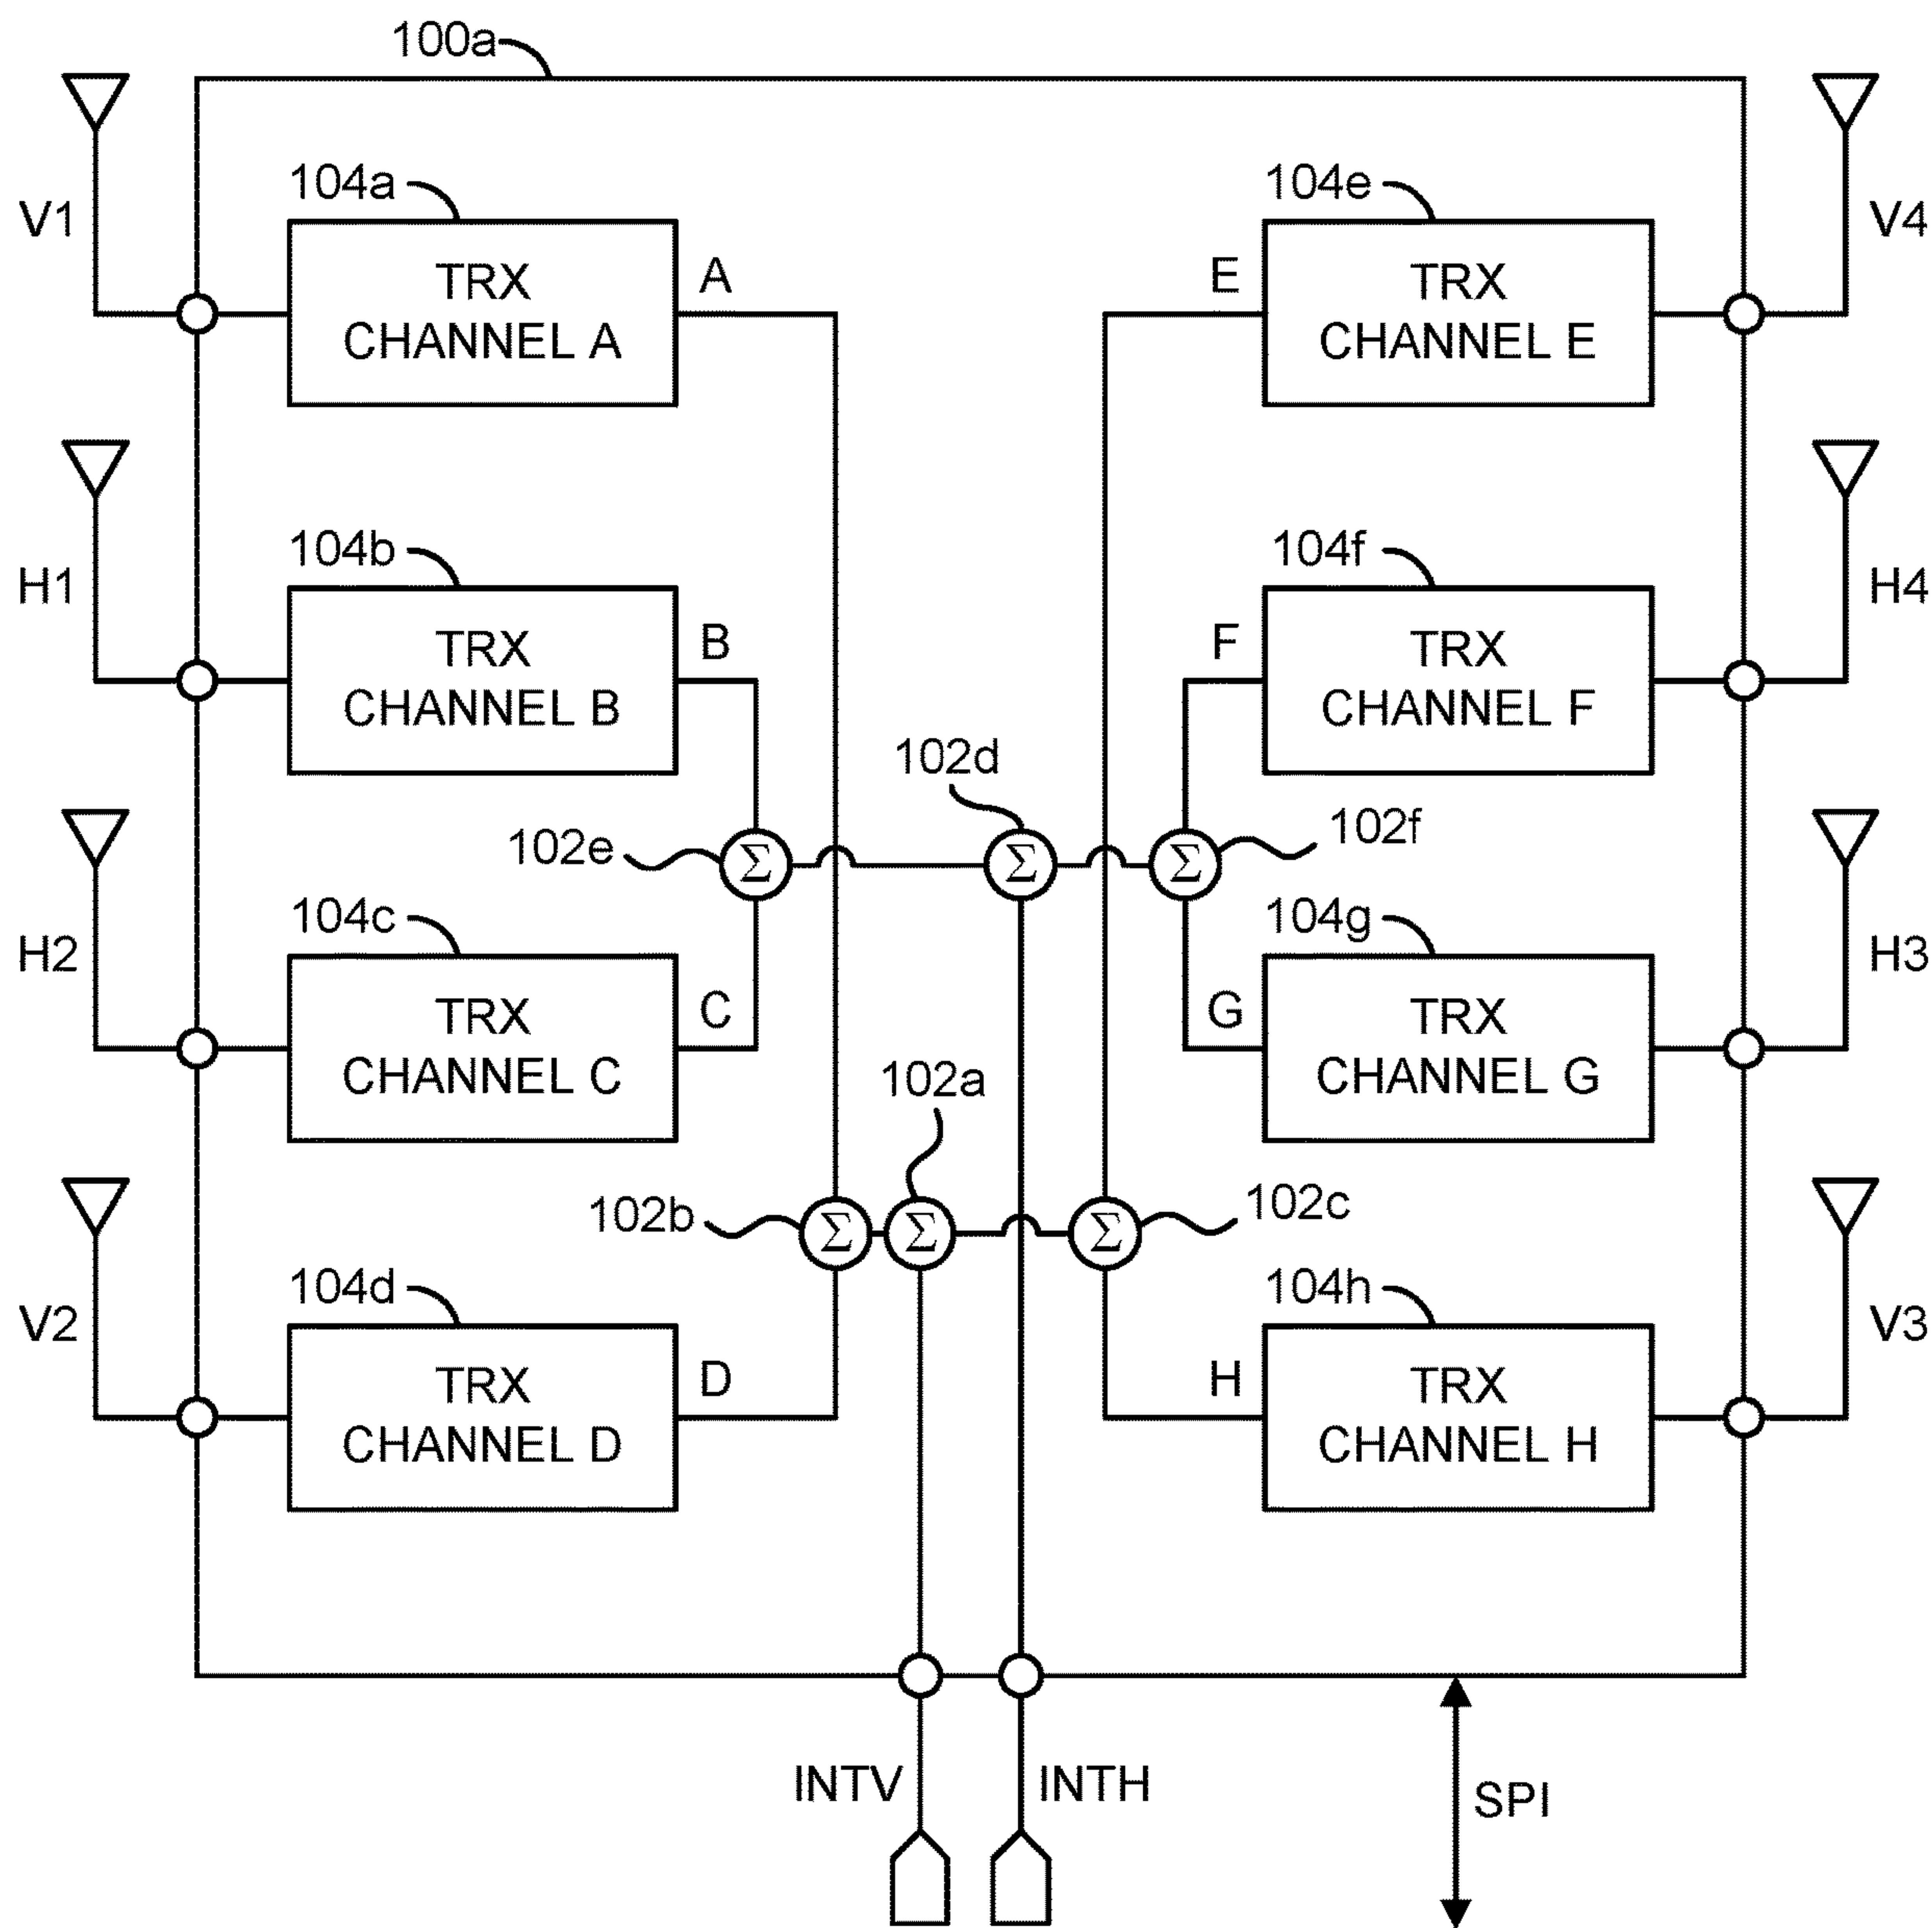 100a
104a
104e
V1
V4
TRX
CHANNEL A
A
E
TRX
CHANNEL E
104b
104f
H1
H4
TRX
CHANNEL B
B
F
TRX
CHANNEL F
102d
102e
Σ
Σ
Σ
102f
104c
104g
H2
H3
TRX
CHANNEL C
C
G
TRX
CHANNEL G
102a
102b
Σ
Σ
Σ
102c
104d
104h
V2
V3
TRX
CHANNEL D
D
H
TRX
CHANNEL H
INTV
INTH
SPI